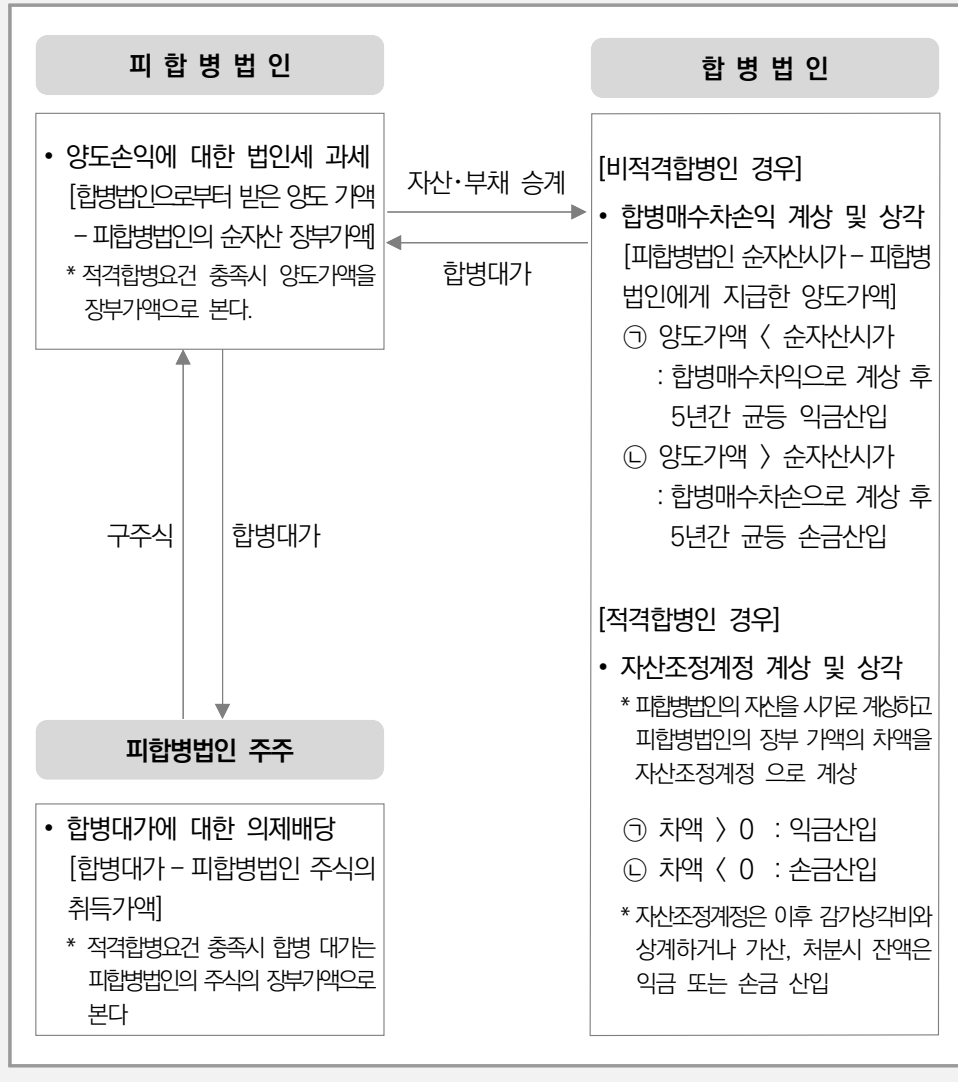 피 합 병 법 인
• 양도손익에 대한 법인세 과세
[합병법인으로부터 받은 양도 가액
– 피합병법인의 순자산 장부가액]
* 적격합병요건 충족시 양도가액을
장부가액으로 본다.
자산·부채 승계
합병대가
구주식
합병대가
피합병법인 주주
• 합병대가에 대한 의제배당
[합병대가 – 피합병법인 주식의
취득가액]
* 적격합병요건 충족시 합병 대가는
피합병법인의 주식의 장부가액으로
본다
합 병 법 인
[비적격합병인 경우]
• 합병매수차손익 계상 및 상각
[피합병법인 순자산시가 – 피합병
법인에게 지급한 양도가액]
㉠ 양도가액 〈 순자산시가
: 합병매수차익으로 계상 후
5년간 균등 익금산입
㉡ 양도가액 〉 순자산시가
: 합병매수차손으로 계상 후
5년간 균등 손금산입
[적격합병인 경우]
• 자산조정계정 계상 및 상각
* 피합병법인의 자산을 시가로 계상하고
피합병법인의 장부 가액의 차액을
자산조정계정 으로 계상
㉠ 차액 〉 0 : 익금산입
㉡ 차액 〈 0 : 손금산입
* 자산조정계정은 이후 감가상각비와
상계하거나 가산, 처분시 잔액은
익금 또는 손금 산입